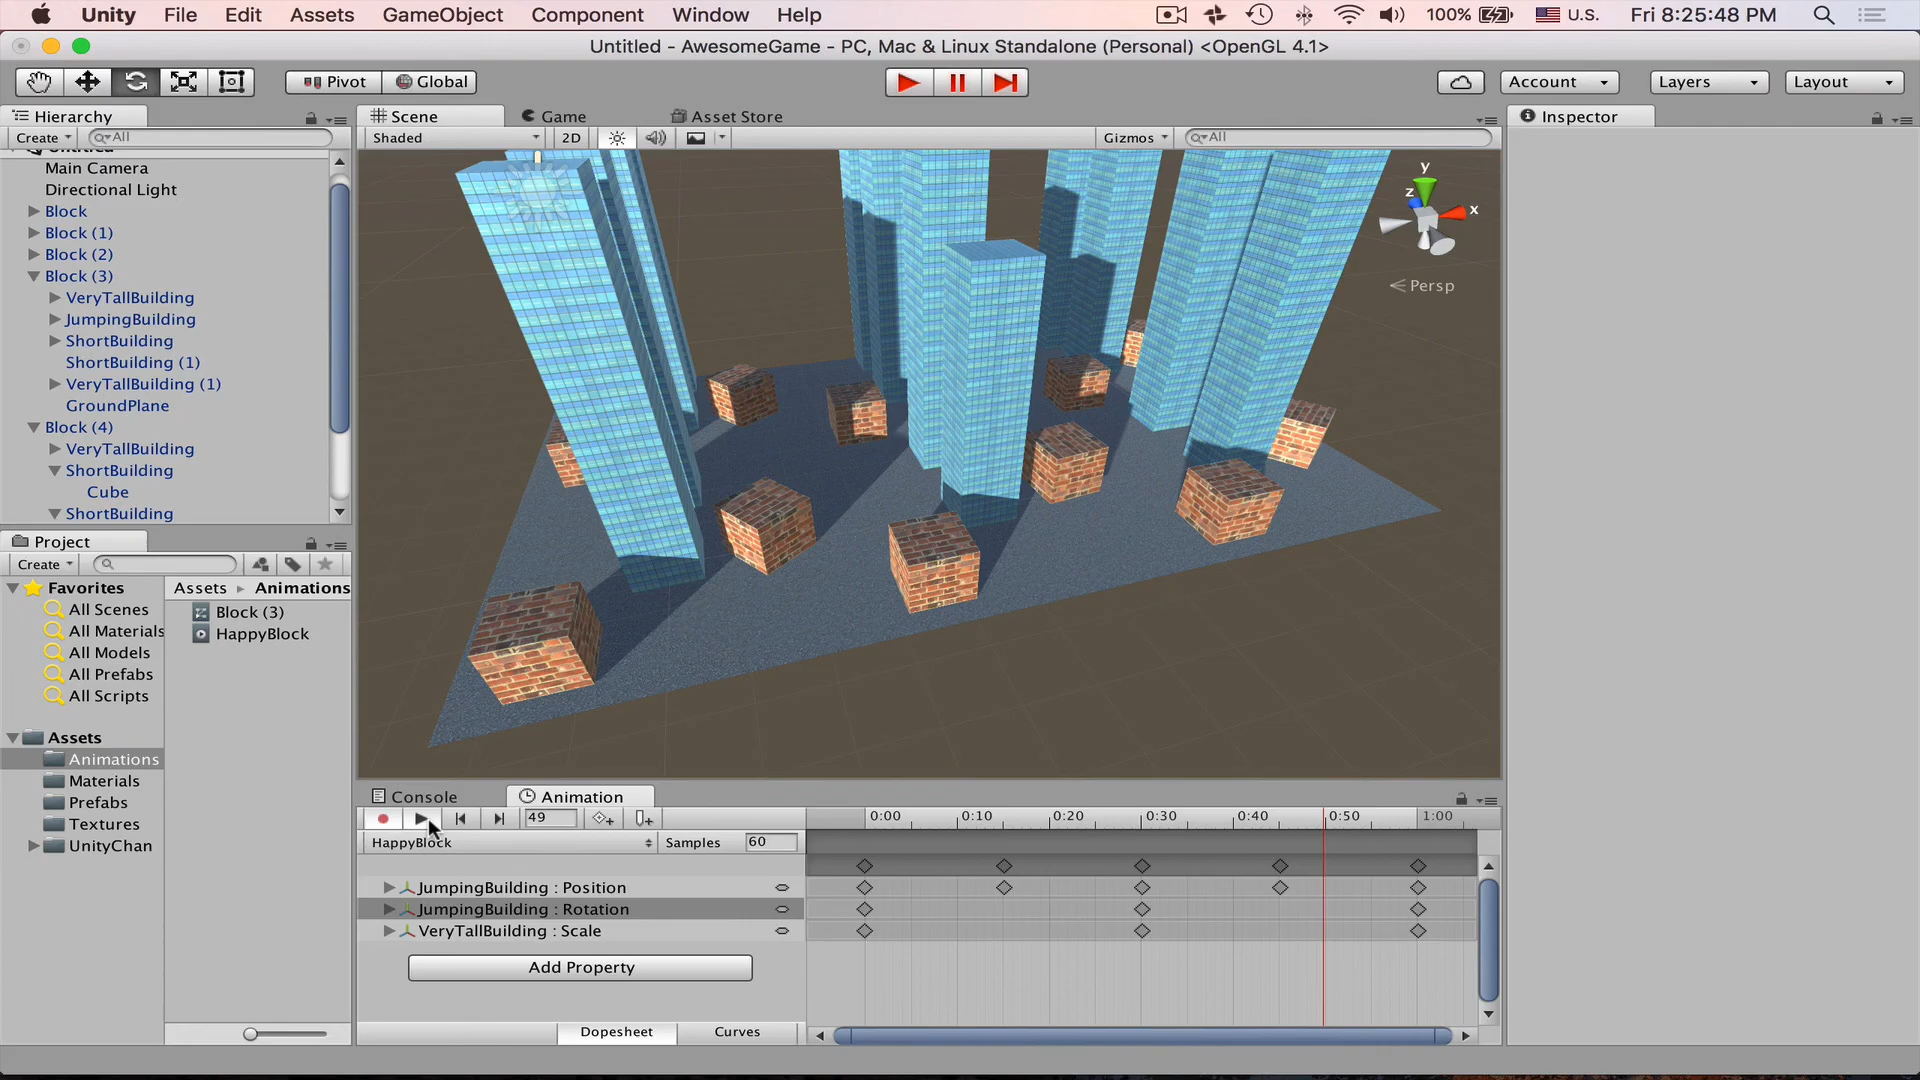 Unity File Edit Assets GameObject Component Window Help 100% U.S. Fri 8:25:48 PM
Untitled - AwesomeGame - PC, Mac & Linux Standalone (Personal) <OpenGL 4.1>
Pivot Global Account Layers Layout
Hierarchy
Create All
Untitled
Main Camera
Directional Light
Block
Block (1)
Block (2)
Block (3)
VeryTallBuilding
JumpingBuilding
ShortBuilding
ShortBuilding (1)
VeryTallBuilding (1)
GroundPlane
Block (4)
VeryTallBuilding
ShortBuilding
Cube
ShortBuilding
Scene Game Asset Store
Shaded 2D Gizmos All
y
z
x
Persp
Inspector
Project
Create
Favorites
All Scenes
All Materials
All Models
All Prefabs
All Scripts
Assets
Animations
Materials
Prefabs
Textures
UnityChan
Assets Animations
Block (3)
HappyBlock
Console Animation
49 0:00 0:10 0:20 0:30 0:40 0:50 1:00
HappyBlock Samples 60
JumpingBuilding : Position
JumpingBuilding : Rotation
VeryTallBuilding : Scale
Add Property
Dopesheet Curves